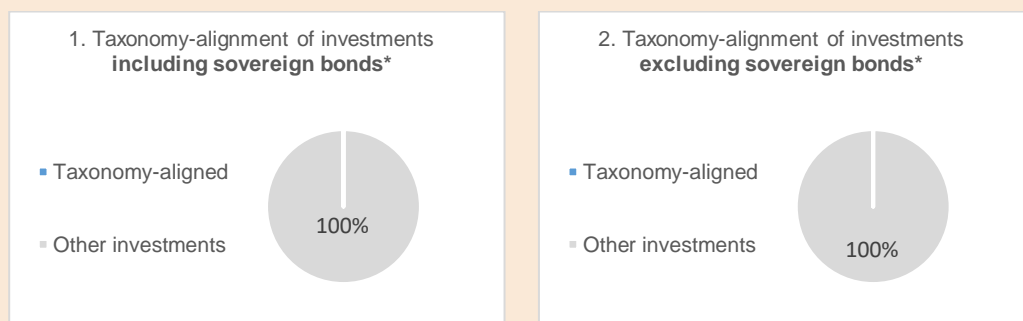 1. Taxonomy-alignment of investments
including sovereign bonds*
Taxonomy-aligned
Other investments
100%
2. Taxonomy-alignment of investments
excluding sovereign bonds*
Taxonomy-aligned
Other investments
100%